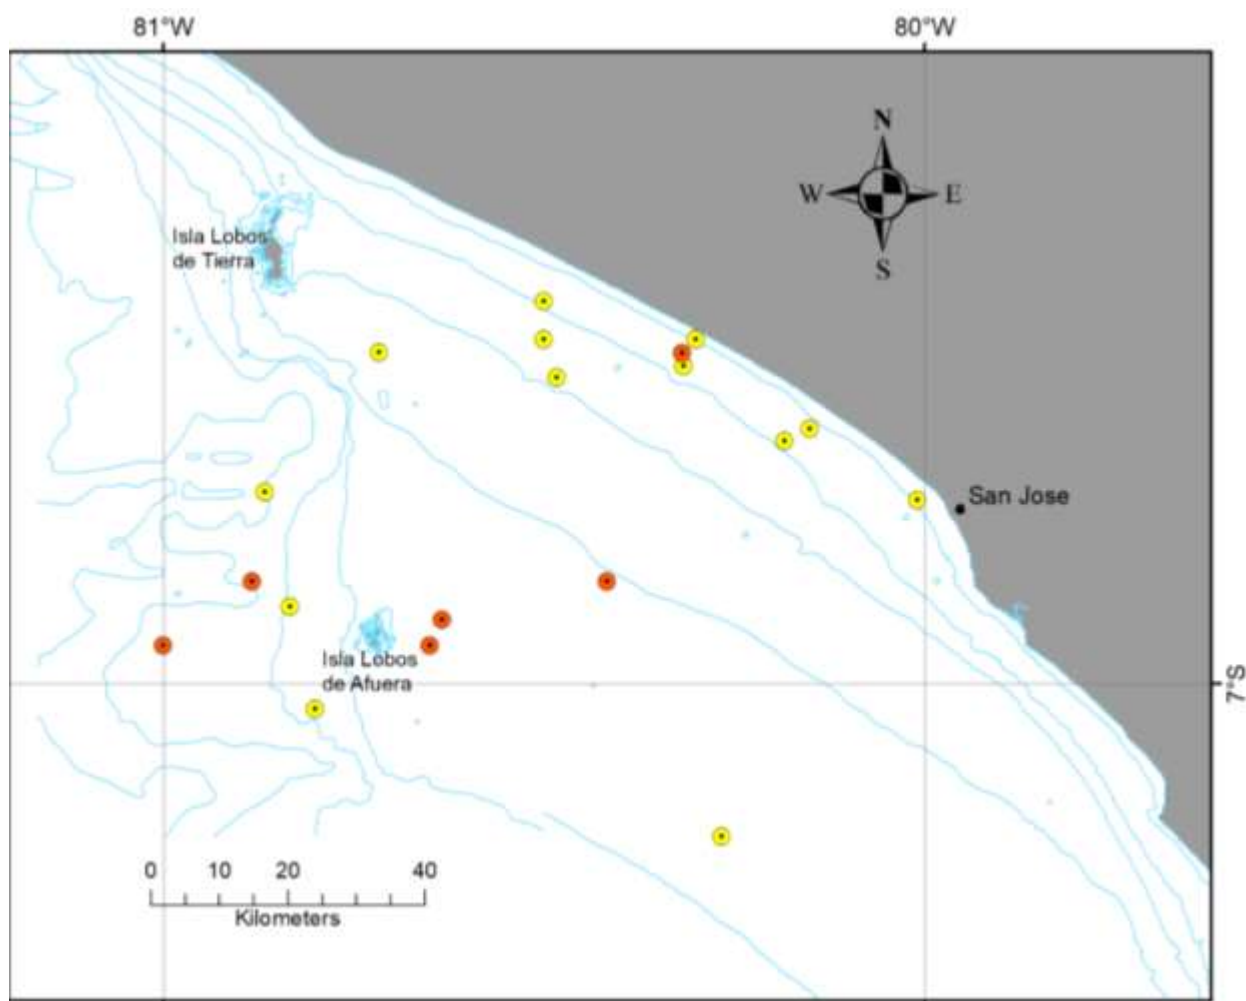 81°W
80°W
N
W
E
S
Isla Lobos
de Tierra
San Jose
Isla Lobos
de Afuera
7°S
0 10 20 40
Kilometers